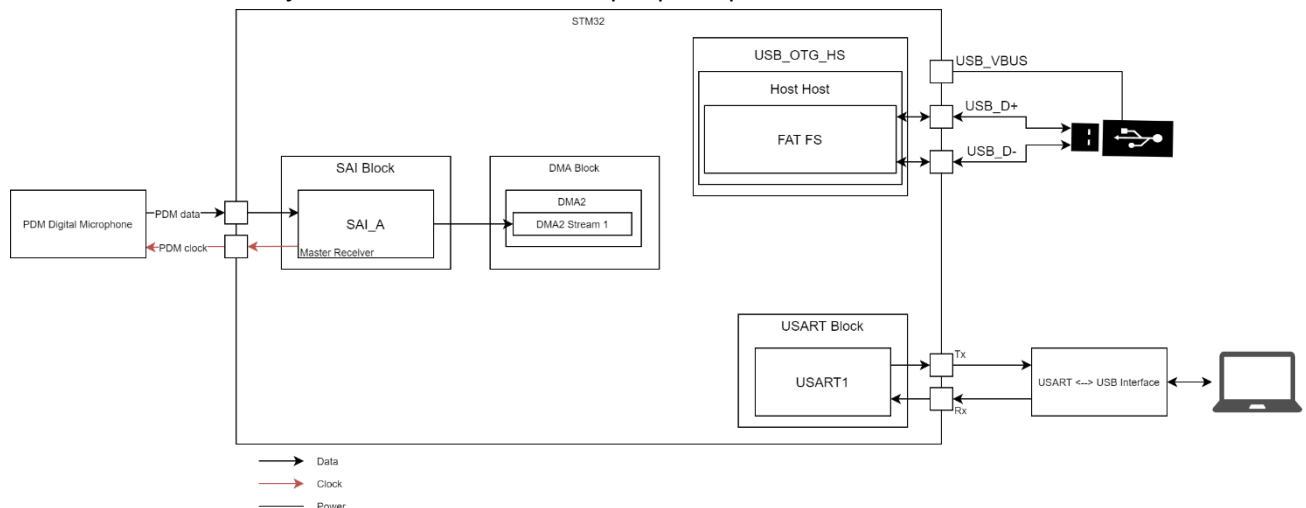 STM32
USB_OTG_HS
Host Host
FAT FS
USB_VBUS
USB_D+
USB_D-
SAI Block
SAI_A
Master Receiver
DMA Block
DMA2
DMA2 Stream 1
PDM Digital Microphone
PDM data
PDM clock
USART Block
USART1
Tx
Rx
USART <--> USB Interface
Data
Clock
Power